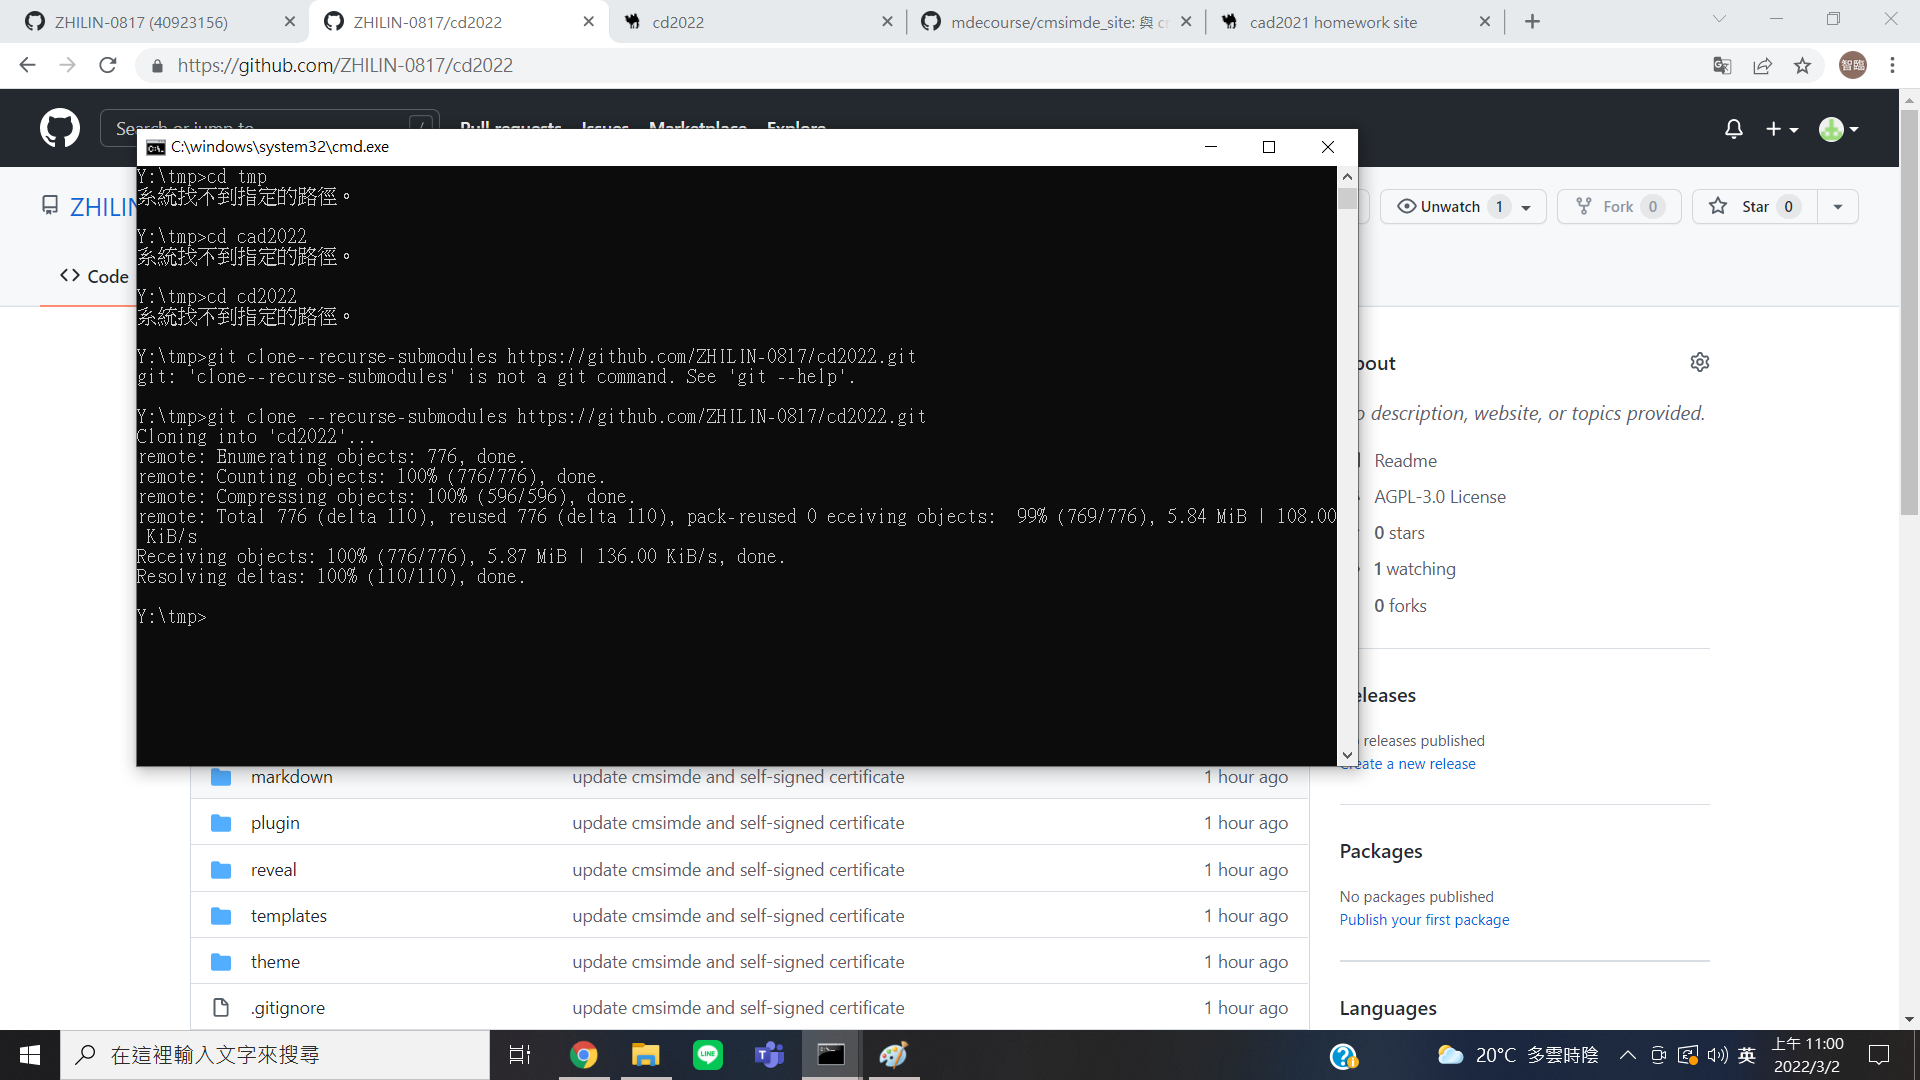 ZHILIN-0817 (40923156)
ZHILIN-0817/cd2022
cd2022
mdecourse/cmsimde_site: 與
cad2021 homework site
https://github.com/ZHILIN-0817/cd2022
智臨
Search or jump to...
/
Pull requests
Issues
Marketplace
Explore
C:\windows\system32\cmd.exe
ZHILIN
Unwatch 1
Fork 0
Star 0
Code
Y:\tmp>cd tmp
系統找不到指定的路徑。
Y:\tmp>cd cad2022
系統找不到指定的路徑。
Y:\tmp>cd cd2022
系統找不到指定的路徑。
Y:\tmp>git clone--recurse-submodules https://github.com/ZHILIN-0817/cd2022.git
git: 'clone--recurse-submodules' is not a git command. See 'git --help'.
Y:\tmp>git clone --recurse-submodules https://github.com/ZHILIN-0817/cd2022.git
Cloning into 'cd2022'...
remote: Enumerating objects: 776, done.
remote: Counting objects: 100% (776/776), done.
remote: Compressing objects: 100% (596/596), done.
remote: Total 776 (delta 110), reused 776 (delta 110), pack-reused 0 eceiving objects:  99% (769/776), 5.84 MiB | 108.00
KiB/s
Receiving objects: 100% (776/776), 5.87 MiB | 136.00 KiB/s, done.
Resolving deltas: 100% (110/110), done.
Y:\tmp>
bout
o description, website, or topics provided.
Readme
AGPL-3.0 License
0 stars
1 watching
0 forks
eleases
releases published
reate a new release
Packages
No packages published
Publish your first package
Languages
markdown update cmsimde and self-signed certificate 1 hour ago
plugin update cmsimde and self-signed certificate 1 hour ago
reveal update cmsimde and self-signed certificate 1 hour ago
templates update cmsimde and self-signed certificate 1 hour ago
theme update cmsimde and self-signed certificate 1 hour ago
.gitignore update cmsimde and self-signed certificate 1 hour ago
在這裡輸入文字來搜尋
LINE
20°C 多雲時陰
英
上午 11:00
2022/3/2